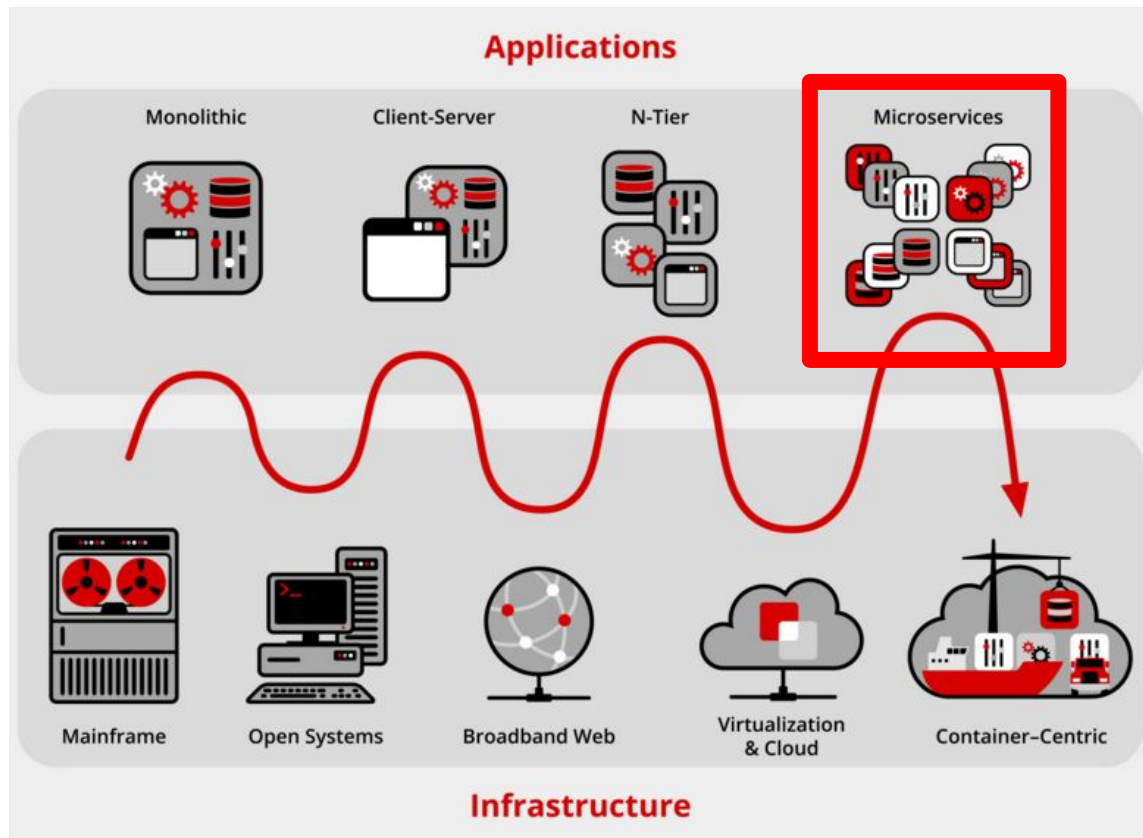 Applications
Monolithic
Client-Server
N-Tier
Microservices
>_
Mainframe
Open Systems
Broadband Web
Virtualization
& Cloud
Container–Centric
Infrastructure